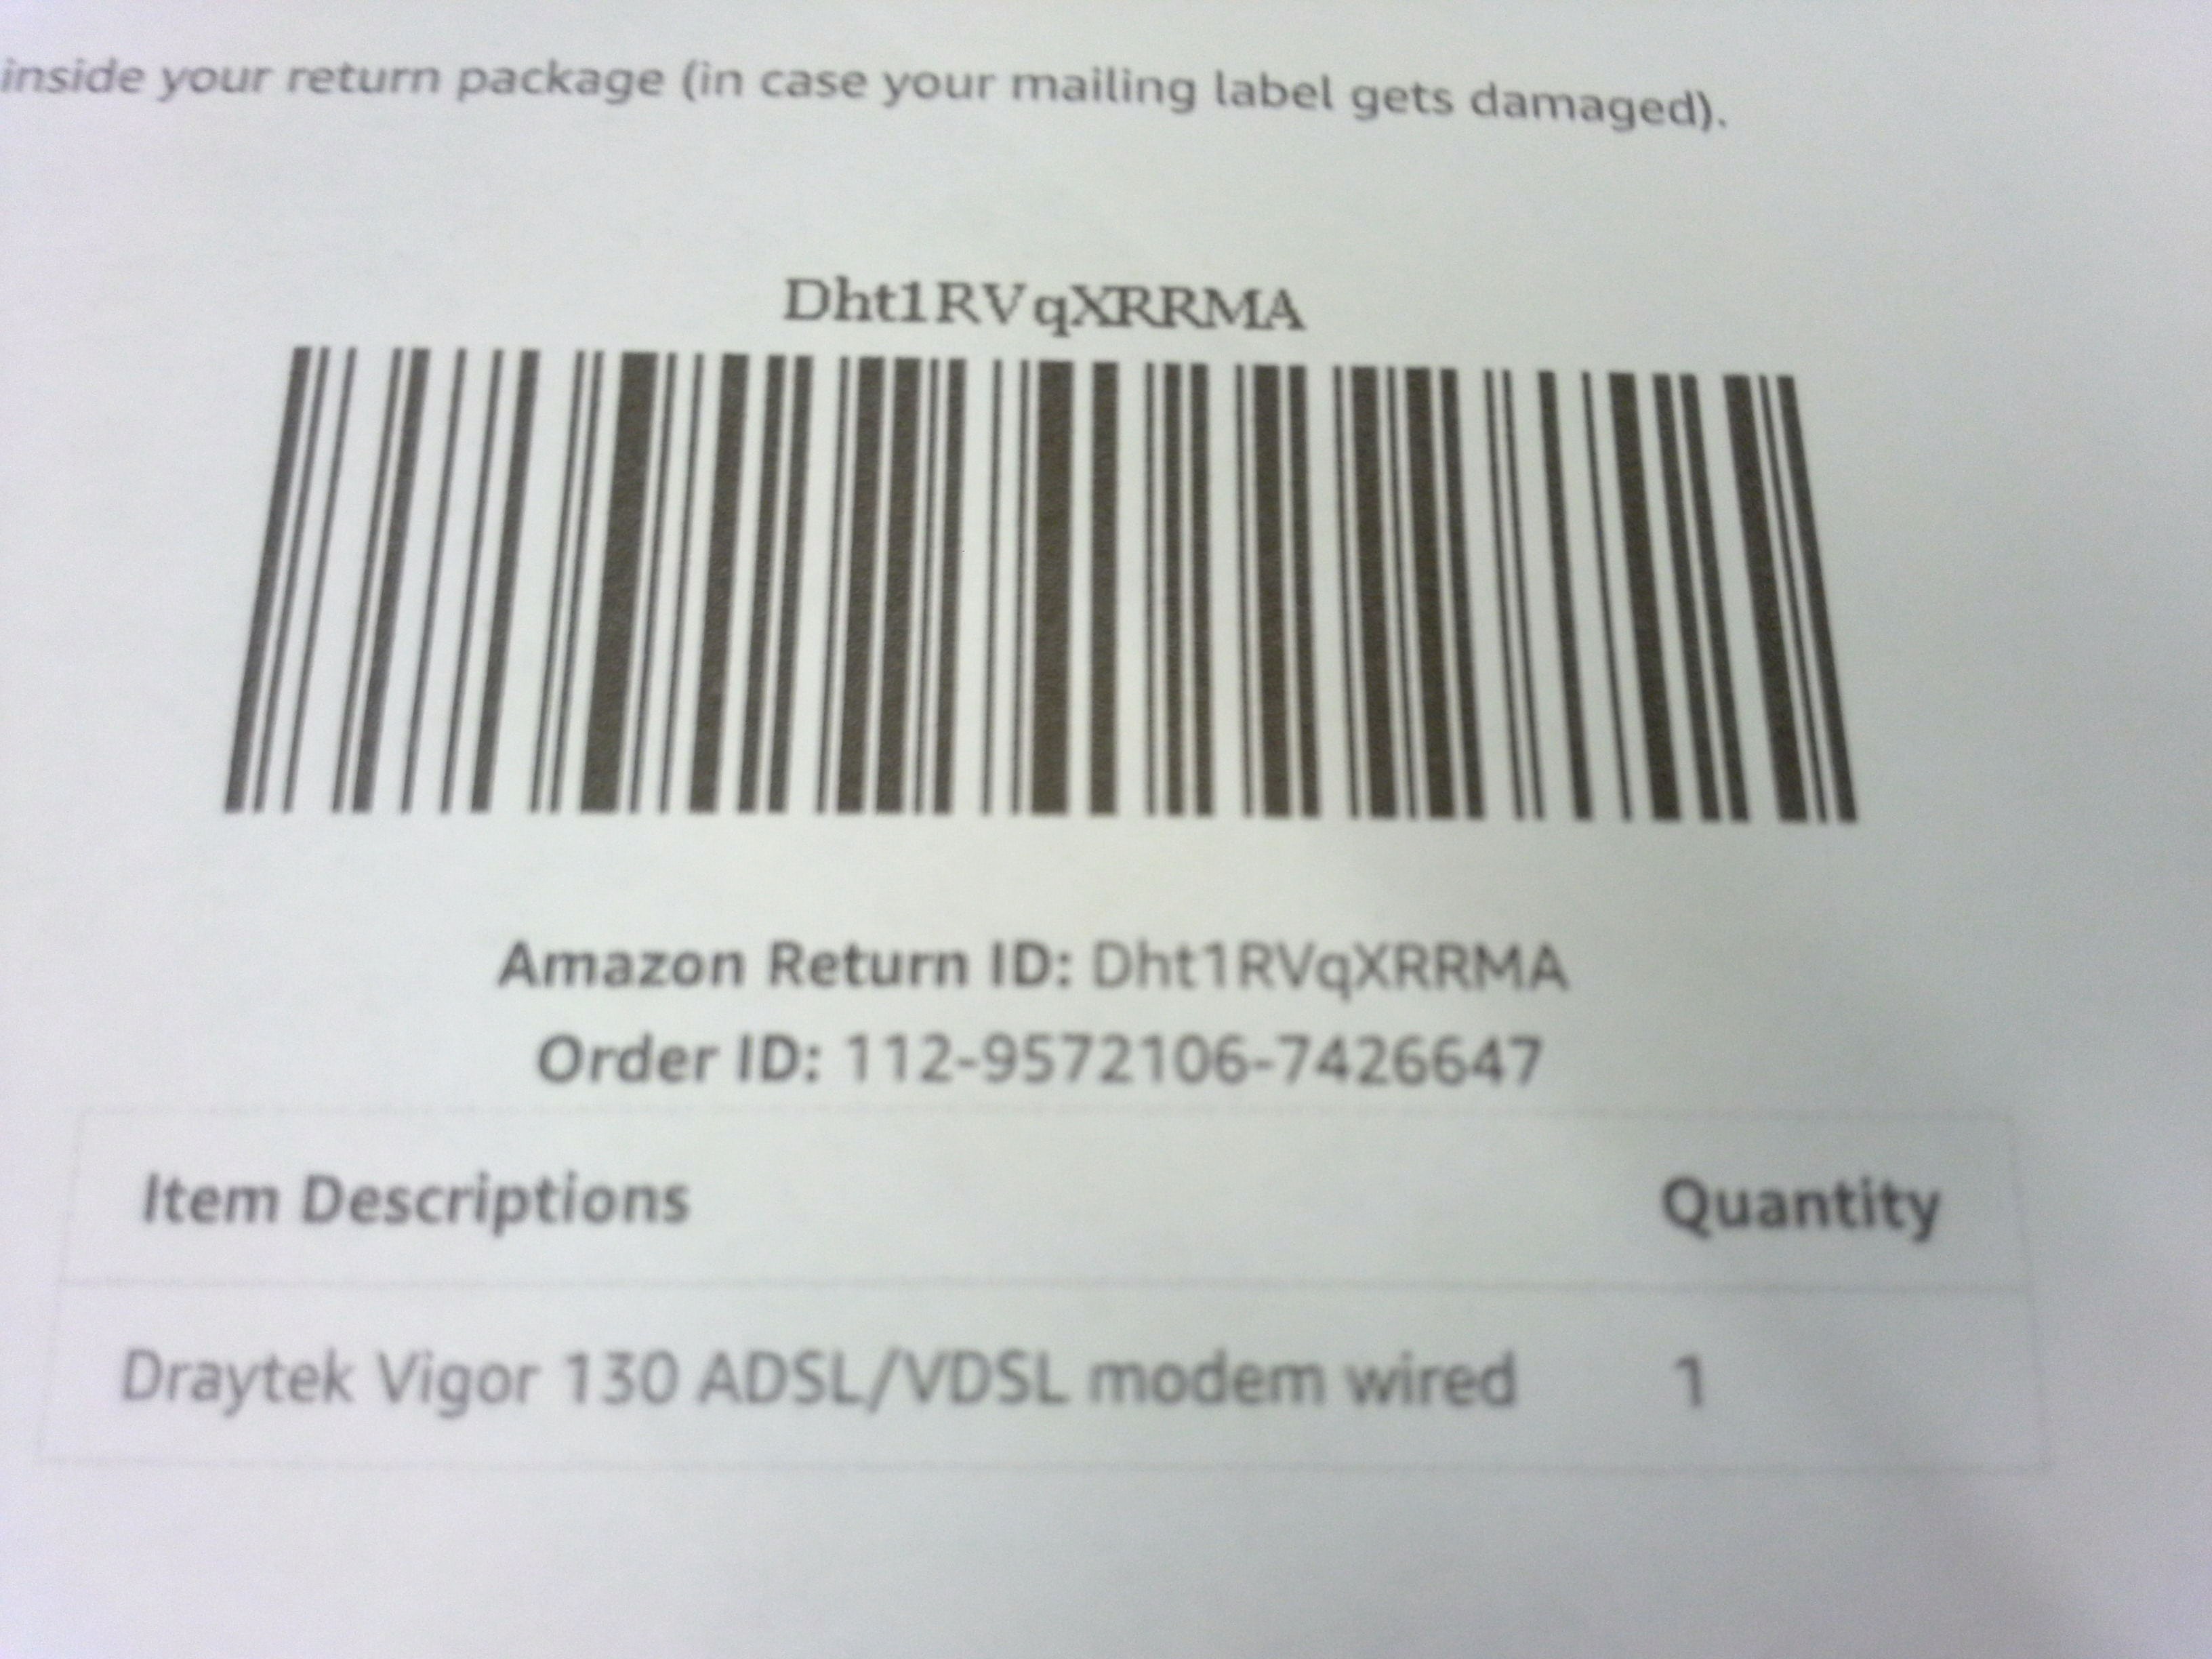 inside your return package (in case your mailing label gets damaged).
Dht1RVqXRRMA
Amazon Return ID: Dht1RVqXRRMA
Order ID: 112-9572106-7426647
Item Descriptions Quantity
Draytek Vigor 130 ADSL/VDSL modem wired 1